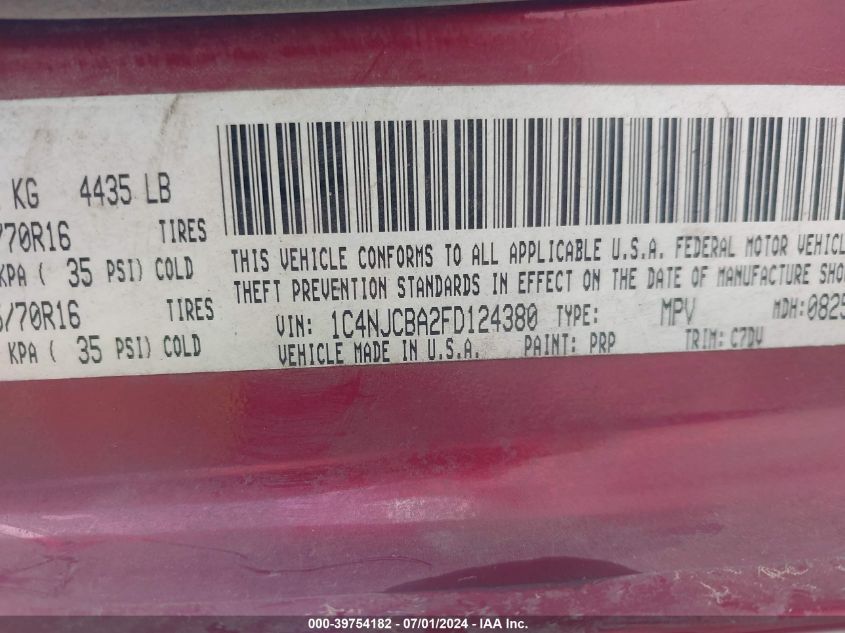 KG 4435 LB
/70R16 TIRES
KPA ( 35 PSI) COLD
/70R16 TIRES
KPA ( 35 PSI) COLD
THIS VEHICLE CONFORMS TO ALL APPLICABLE U.S.A. FEDERAL MOTOR VEHICL
THEFT PREVENTION STANDARDS IN EFFECT ON THE DATE OF MANUFACTURE SHO
VIN: 1C4NJCBA2FD124380 TYPE: MPV MDH:0825
VEHICLE MADE IN U.S.A. PAINT: PRP TRIM: C7DV
000-39754182 - 07/01/2024 - IAA Inc.